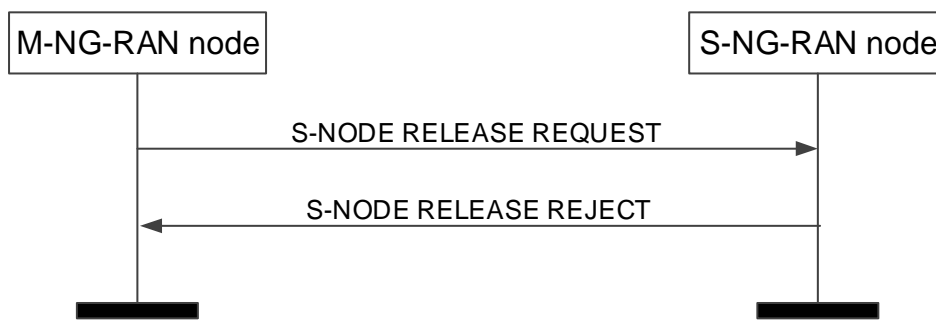 M-NG-RAN node
S-NG-RAN node
S-NODE RELEASE REQUEST
S-NODE RELEASE REJECT